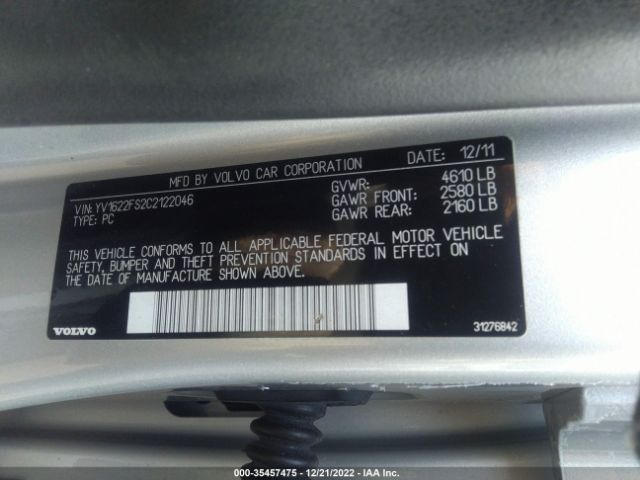 MFD BY VOLVO CAR CORPORATION DATE: 12/11
VIN: YV1622FS2C2122046 GVWR: 4610 LB
TYPE: PC GAWR FRONT: 2580 LB
GAWR REAR: 2160 LB
THIS VEHICLE CONFORMS TO ALL APPLICABLE FEDERAL MOTOR VEHICLE
SAFETY, BUMPER AND THEFT PREVENTION STANDARDS IN EFFECT ON
THE DATE OF MANUFACTURE SHOWN ABOVE.
VOLVO 31276842
000-35457475 - 12/21/2022 - IAA Inc.